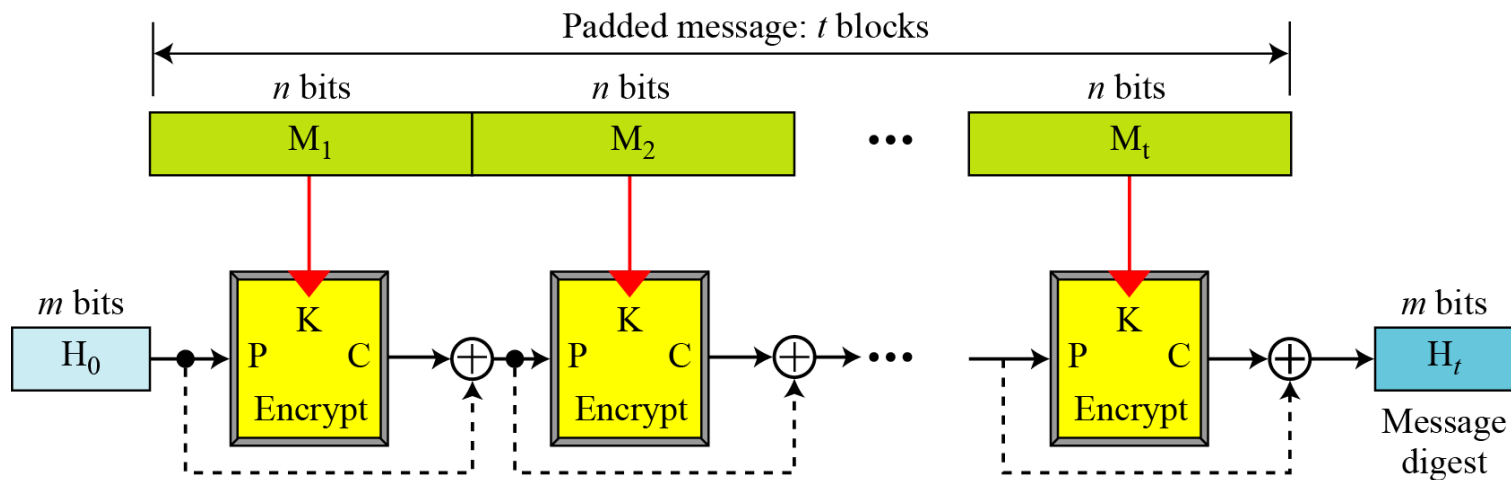 Padded message: t blocks
n bits n bits n bits
M₁ M₂ ••• Mₜ
m bits K K K m bits
H₀ P C P C ••• P C Hₜ
Encrypt Encrypt Encrypt
Message
digest